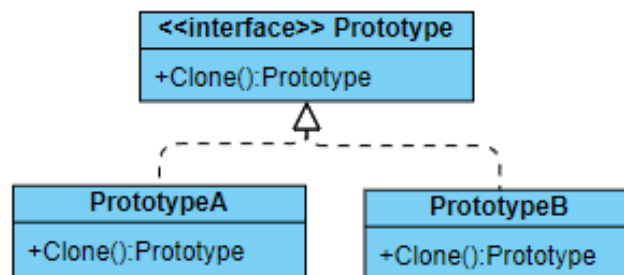 <<interface>> Prototype
+Clone():Prototype
PrototypeA
+Clone():Prototype
PrototypeB
+Clone():Prototype